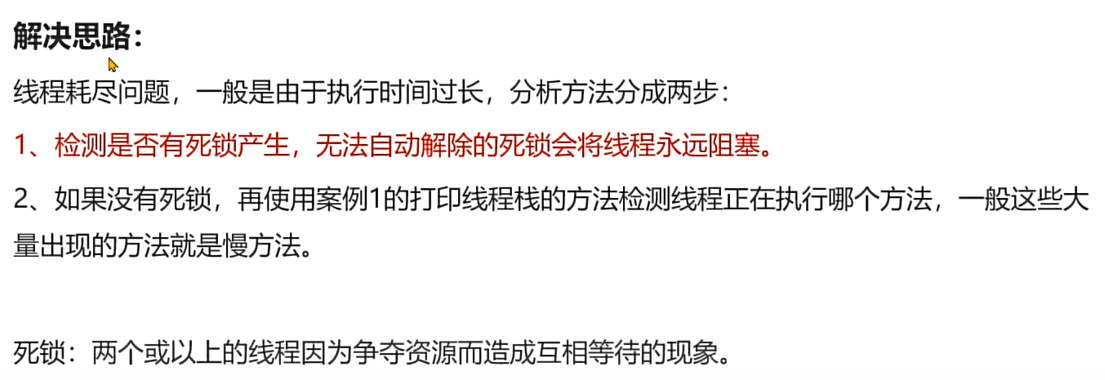 解决思路：
线程耗尽问题，一般是由于执行时间过长，分析方法分成两步：
1、检测是否有死锁产生，无法自动解除的死锁会将线程永远阻塞。
2、如果没有死锁，再使用案例1的打印线程栈的方法检测线程正在执行哪个方法，一般这些大
量出现的方法就是慢方法。
死锁：两个或以上的线程因为争夺资源而造成互相等待的现象。